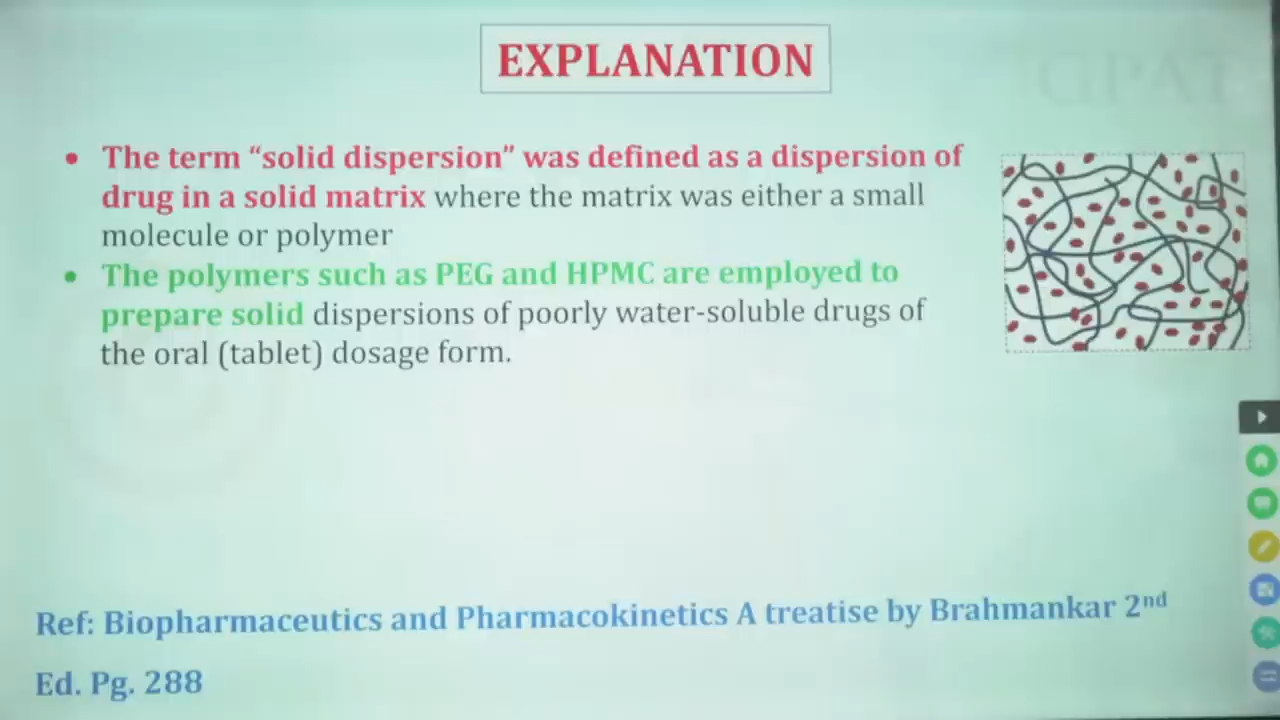 EXPLANATION
• The term “solid dispersion” was defined as a dispersion of
drug in a solid matrix where the matrix was either a small
molecule or polymer
• The polymers such as PEG and HPMC are employed to
prepare solid dispersions of poorly water-soluble drugs of
the oral (tablet) dosage form.
Ref: Biopharmaceutics and Pharmacokinetics A treatise by Brahmankar 2nd
Ed. Pg. 288